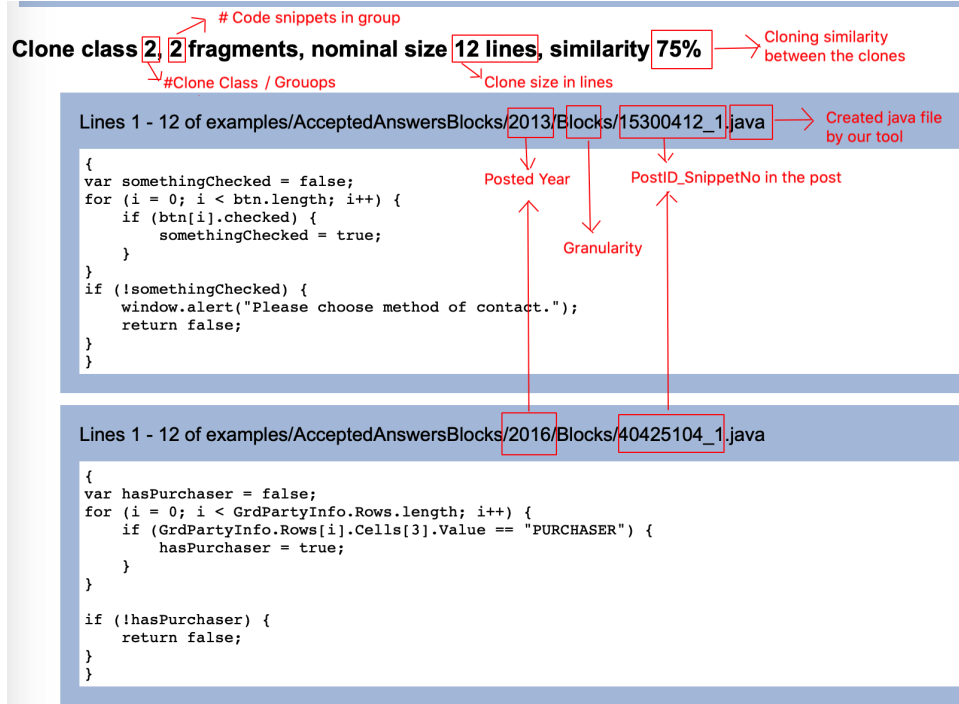 # Code snippets in group
Clone class 2, 2 fragments, nominal size 12 lines, similarity 75%
Cloning similarity
between the clones
#Clone Class / Grouops
Clone size in lines
Lines 1 - 12 of examples/AcceptedAnswersBlocks/2013/Blocks/15300412_1.java
Created java file
by our tool
{
var somethingChecked = false;
for (i = 0; i < btn.length; i++) {
    if (btn[i].checked) {
        somethingChecked = true;
    }
}
if (!somethingChecked) {
    window.alert("Please choose method of contact.");
    return false;
}
}
Posted Year
PostID_SnippetNo in the post
Granularity
Lines 1 - 12 of examples/AcceptedAnswersBlocks/2016/Blocks/40425104_1.java
{
var hasPurchaser = false;
for (i = 0; i < GrdPartyInfo.Rows.length; i++) {
    if (GrdPartyInfo.Rows[i].Cells[3].Value == "PURCHASER") {
        hasPurchaser = true;
    }
}

if (!hasPurchaser) {
    return false;
}
}